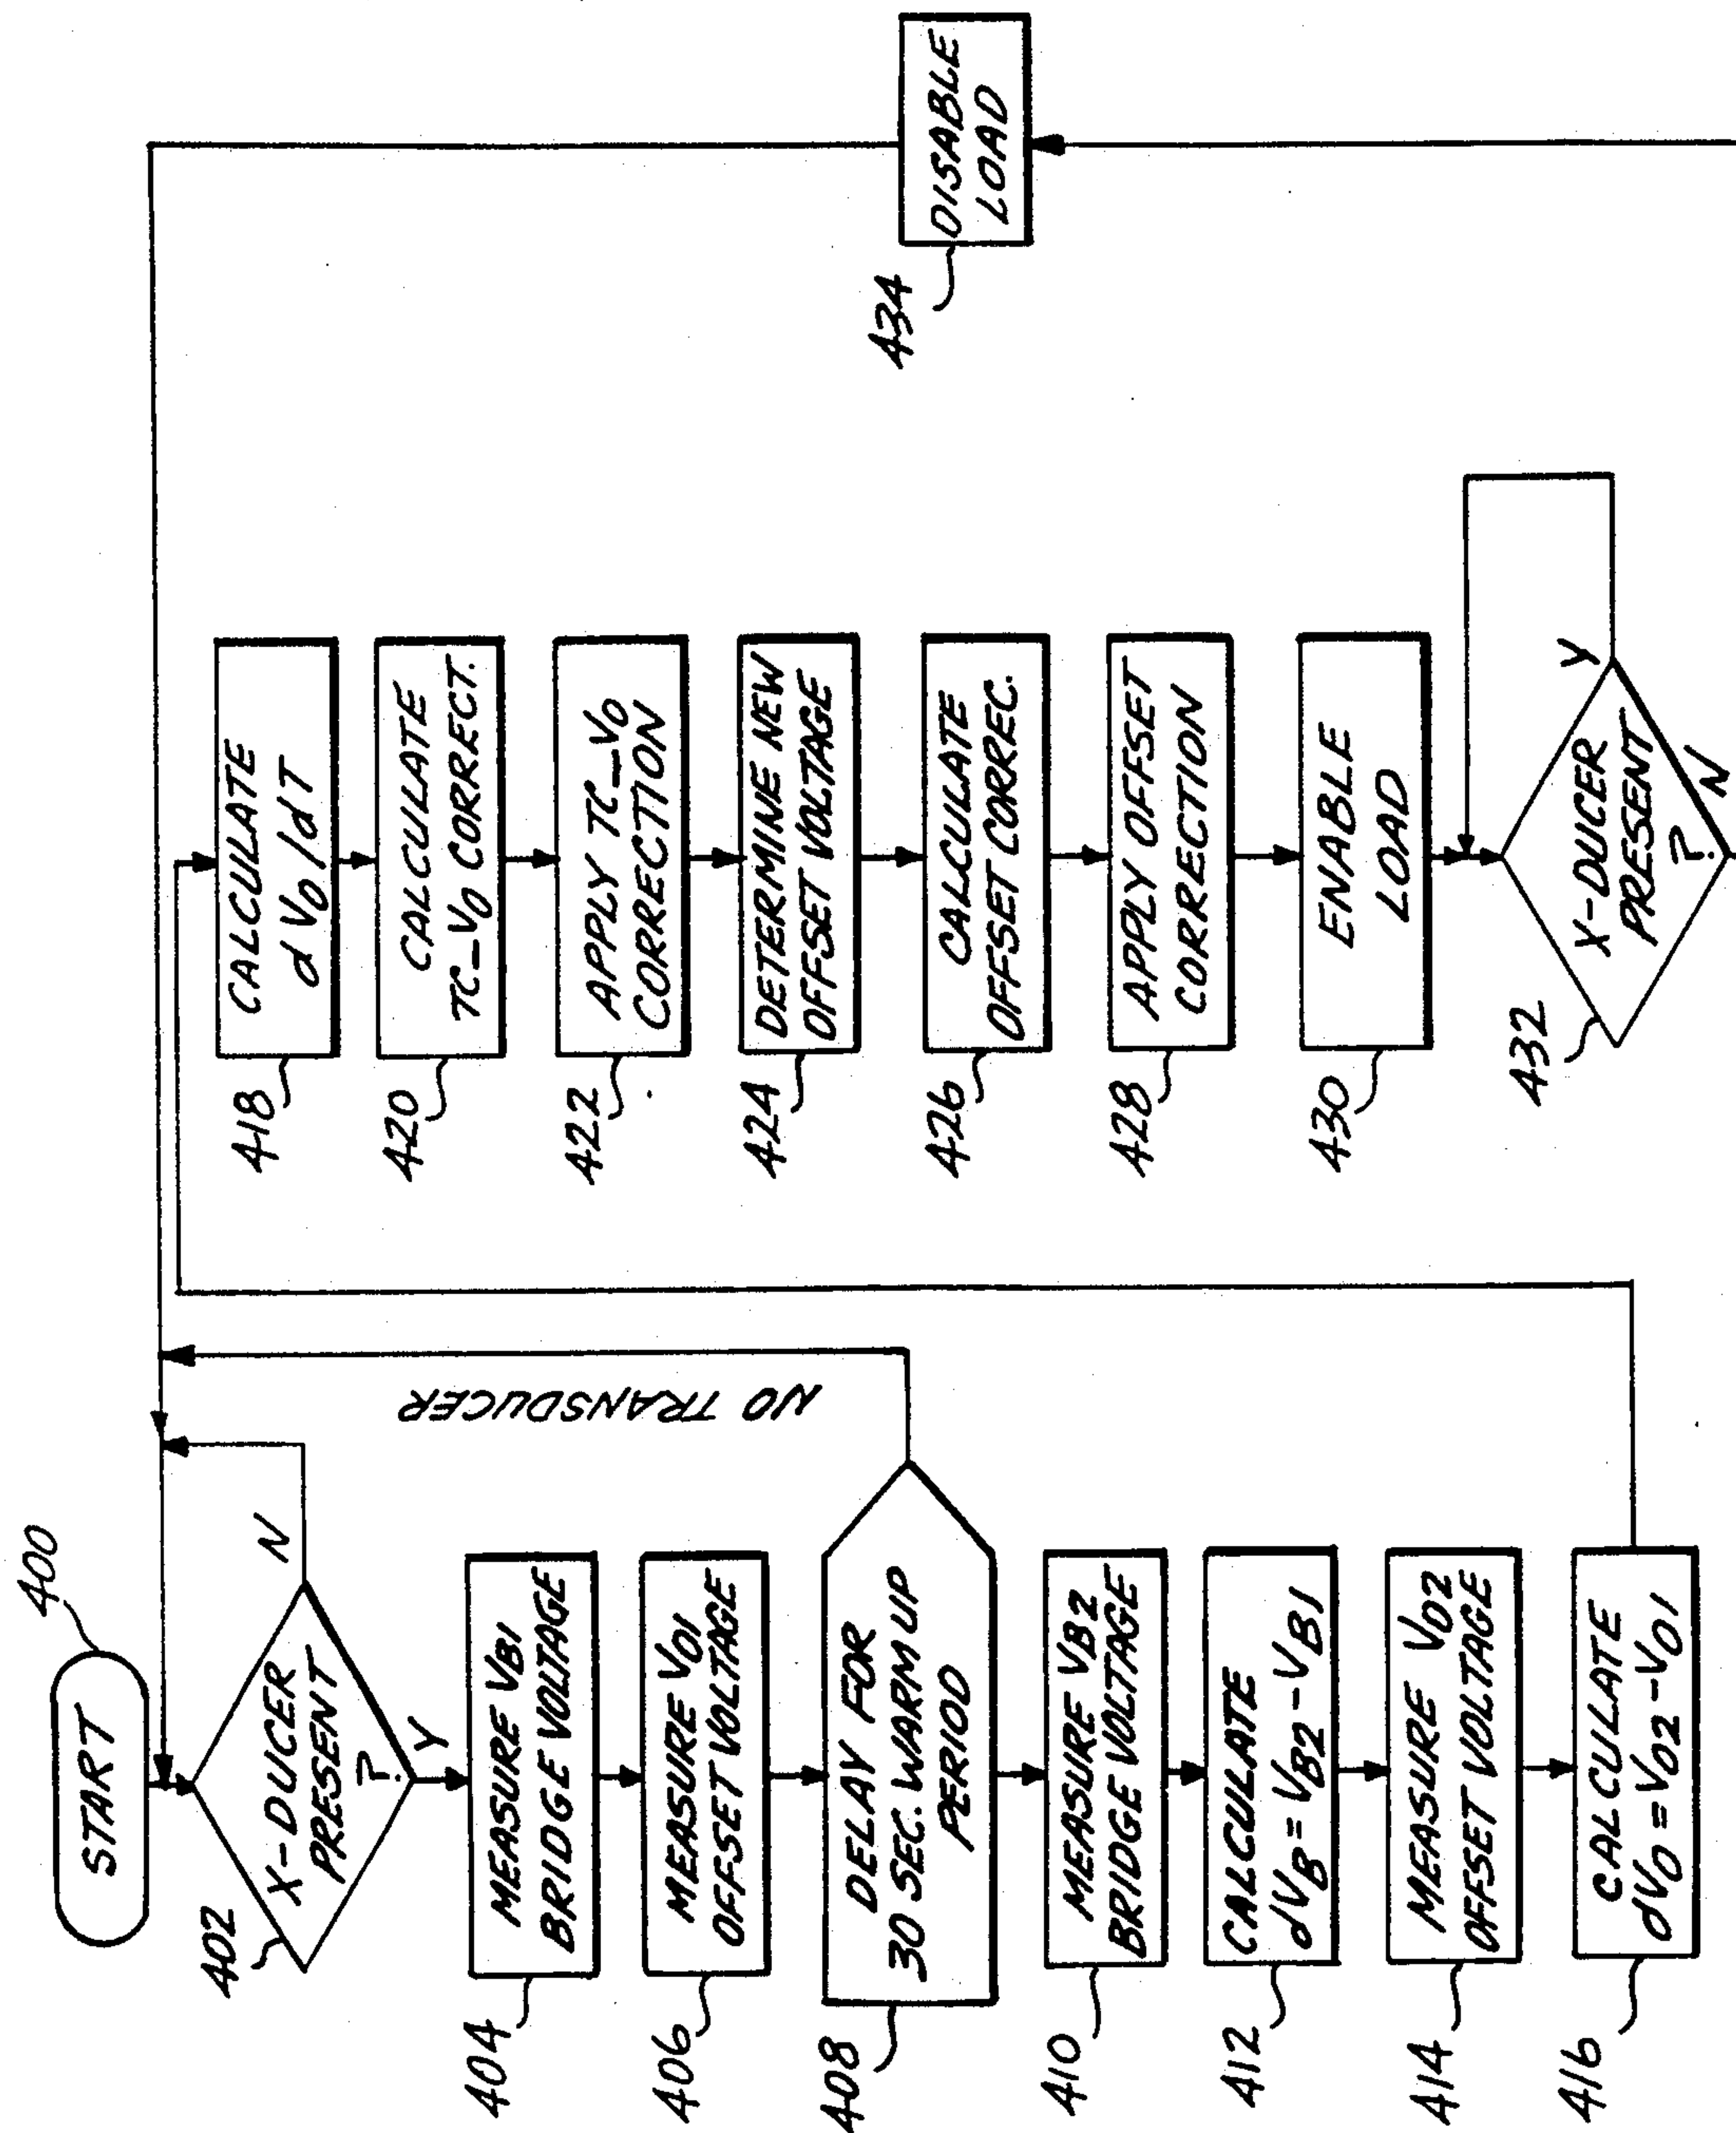 400
START
402
X-DUCER
PRESENT
?
N
Y
404
MEASURE VB1
BRIDGE VOLTAGE
406
MEASURE VO1
OFFSET VOLTAGE
408
DELAY FOR
30 SEC. WARM UP
PERIOD
NO TRANSDUCER
410
MEASURE VB2
BRIDGE VOLTAGE
412
CALCULATE
dVB = VB2 - VB1
414
MEASURE VO2
OFFSET VOLTAGE
416
CALCULATE
dVO = VO2 - VO1
418
CALCULATE
dVO/dT
420
CALCULATE
TC_VO CORRECT.
422
APPLY TC_VO
CORRECTION
424
DETERMINE NEW
OFFSET VOLTAGE
426
CALCULATE
OFFSET CORREC.
428
APPLY OFFSET
CORRECTION
430
ENABLE
LOAD
432
X-DUCER
PRESENT
?
Y
N
434
DISABLE
LOAD